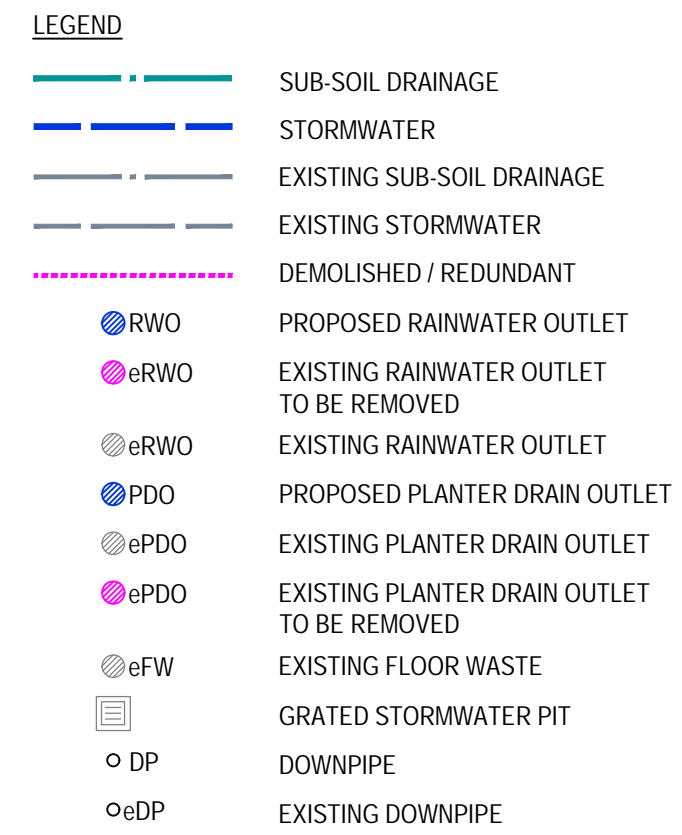 LEGEND
SUB-SOIL DRAINAGE
STORMWATER
EXISTING SUB-SOIL DRAINAGE
EXISTING STORMWATER
DEMOLISHED / REDUNDANT
RWO PROPOSED RAINWATER OUTLET
eRWO EXISTING RAINWATER OUTLET
TO BE REMOVED
eRWO EXISTING RAINWATER OUTLET
PDO PROPOSED PLANTER DRAIN OUTLET
ePDO EXISTING PLANTER DRAIN OUTLET
ePDO EXISTING PLANTER DRAIN OUTLET
TO BE REMOVED
eFW EXISTING FLOOR WASTE
GRATED STORMWATER PIT
DP DOWNPIPE
eDP EXISTING DOWNPIPE